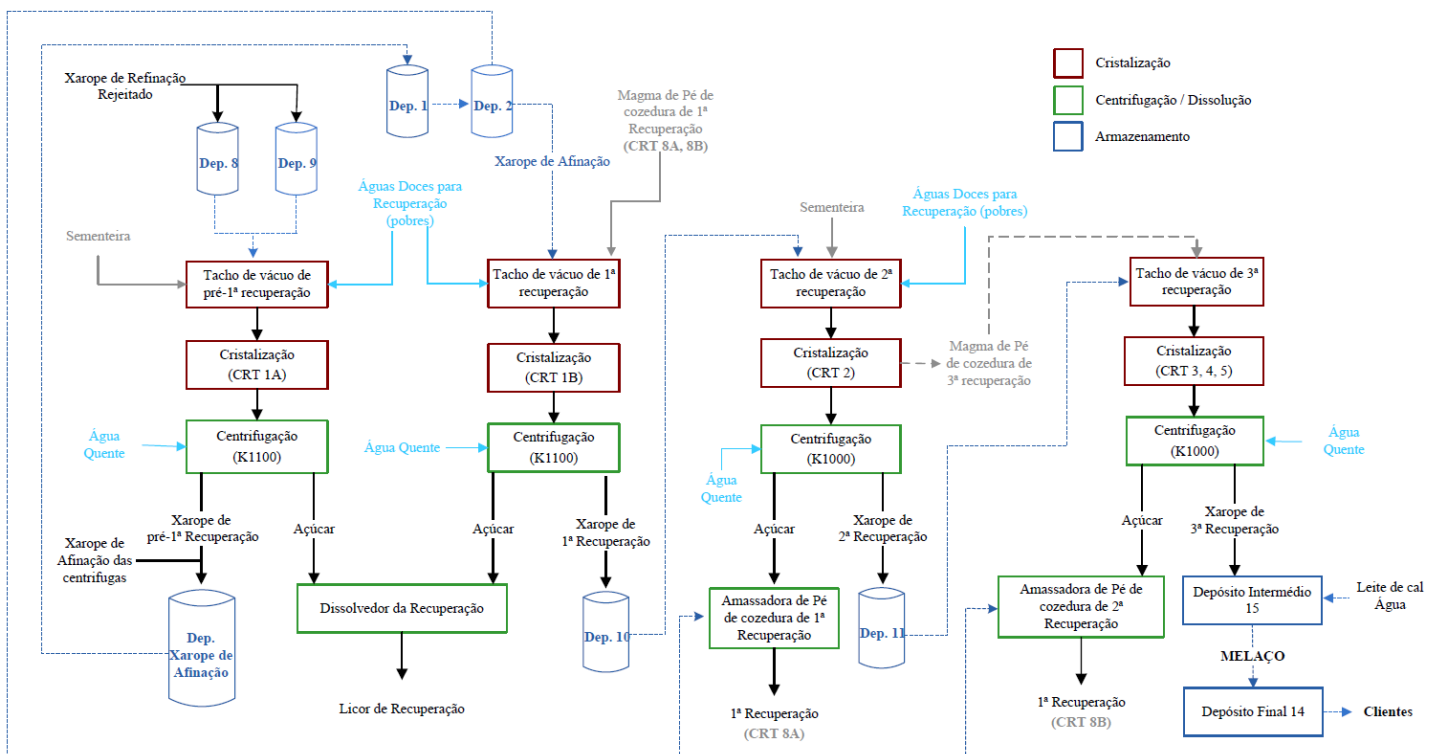 Xarope de Refinação
Rejeitado
Dep. 8
Dep. 9
Dep. 1
Dep. 2
Xarope de Afinação
Magma de Pé de
cozedura de 1ª
Recuperação
(CRT 8A, 8B)
Cristalização
Centrifugação / Dissolução
Armazenamento
Sementeira
Águas Doces para
Recuperação
(pobres)
Sementeira
Águas Doces para
Recuperação (pobres)
Tacho de vácuo de
pré-1ª recuperação
Tacho de vácuo de 1ª
recuperação
Tacho de vácuo de 2ª
recuperação
Tacho de vácuo de 3ª
recuperação
Cristalização
(CRT 1A)
Cristalização
(CRT 1B)
Cristalização
(CRT 2)
Magma de Pé
de cozedura de
3ª recuperação
Cristalização
(CRT 3, 4, 5)
Água
Quente
Centrifugação
(K1100)
Água Quente
Centrifugação
(K1100)
Água
Quente
Centrifugação
(K1000)
Centrifugação
(K1000)
Água
Quente
Xarope de
pré-1ª Recuperação
Açúcar
Açúcar
Xarope de
1ª Recuperação
Açúcar
Xarope de
2ª Recuperação
Açúcar
Xarope de
3ª Recuperação
Xarope de
Afinação das
centrifugas
Dep.
Xarope de
Afinação
Dissolvedor da Recuperação
Dep. 10
Amassadora de Pé
de cozedura de 1ª
Recuperação
Dep. 11
Amassadora de Pé de
cozedura de 2ª
Recuperação
Depósito Intermédio
15
Leite de cal
Água
MELAÇO
Licor de Recuperação
1ª Recuperação
(CRT 8A)
1ª Recuperação
(CRT 8B)
Depósito Final 14
Clientes